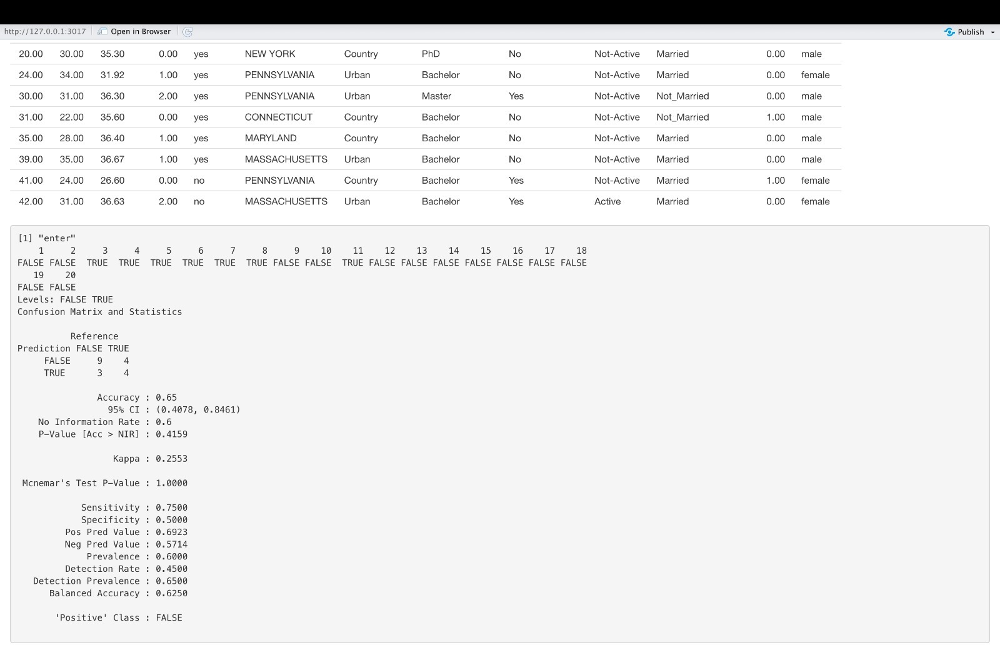 http://127.0.0.1:3017 Open in Browser Publish
20.00 30.00 35.30 0.00 yes NEW YORK Country PhD No Not-Active Married 0.00 male
24.00 34.00 31.92 1.00 yes PENNSYLVANIA Urban Bachelor No Not-Active Married 0.00 female
30.00 31.00 36.30 2.00 yes PENNSYLVANIA Urban Master Yes Not-Active Not_Married 0.00 male
31.00 22.00 35.60 0.00 yes CONNECTICUT Country Bachelor No Not-Active Not_Married 1.00 male
35.00 28.00 36.40 1.00 yes MARYLAND Country Bachelor No Not-Active Married 0.00 male
39.00 35.00 36.67 1.00 yes MASSACHUSETTS Urban Bachelor No Not-Active Married 0.00 male
41.00 24.00 26.60 0.00 no PENNSYLVANIA Country Bachelor Yes Not-Active Married 1.00 female
42.00 31.00 36.63 2.00 no MASSACHUSETTS Urban Bachelor Yes Active Married 0.00 female
[1] "enter"
1 2 3 4 5 6 7 8 9 10 11 12 13 14 15 16 17 18
FALSE FALSE TRUE TRUE TRUE TRUE TRUE TRUE FALSE FALSE TRUE FALSE FALSE FALSE FALSE FALSE FALSE FALSE
19 20
FALSE FALSE
Levels: FALSE TRUE
Confusion Matrix and Statistics
Reference
Prediction FALSE TRUE
FALSE 9 4
TRUE 3 4
Accuracy : 0.65
95% CI : (0.4078, 0.8461)
No Information Rate : 0.6
P-Value [Acc > NIR] : 0.4159
Kappa : 0.2553
Mcnemar's Test P-Value : 1.0000
Sensitivity : 0.7500
Specificity : 0.5000
Pos Pred Value : 0.6923
Neg Pred Value : 0.5714
Prevalence : 0.6000
Detection Rate : 0.4500
Detection Prevalence : 0.6500
Balanced Accuracy : 0.6250
'Positive' Class : FALSE